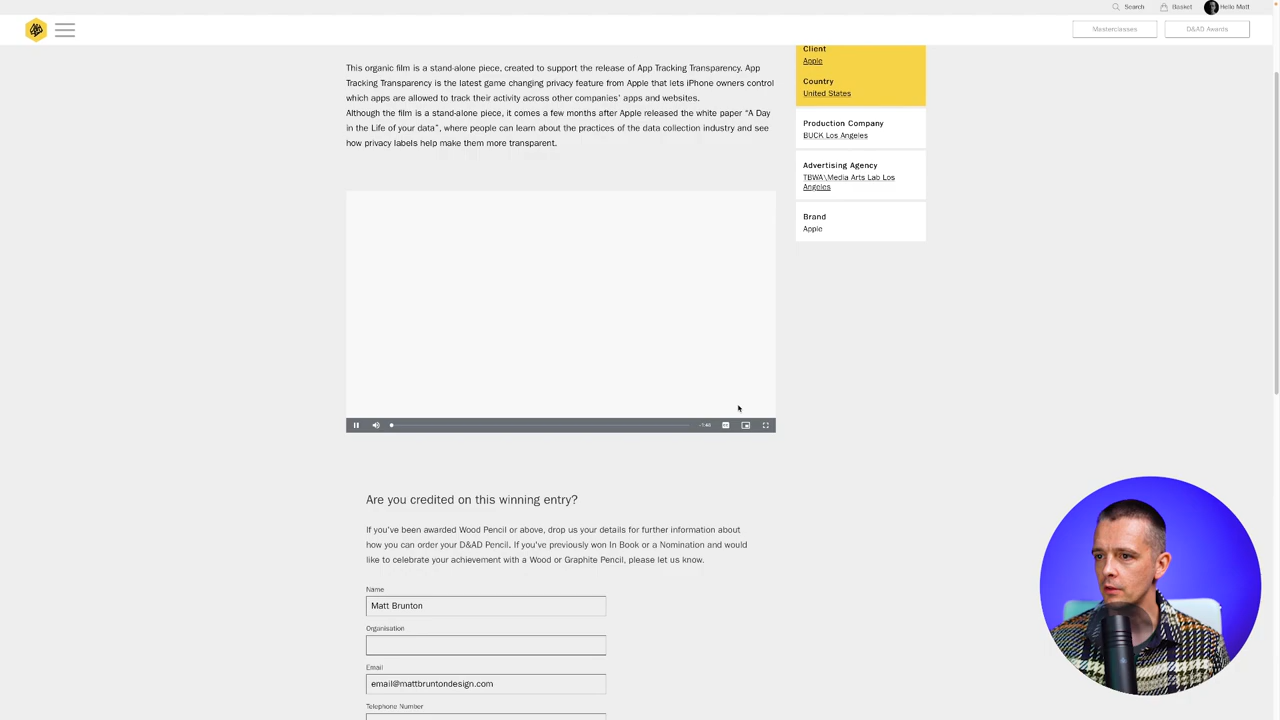 Search
Basket
Hello Matt
Masterclasses
D&AD Awards
This organic film is a stand-alone piece, created to support the release of App Tracking Transparency. App
Tracking Transparency is the latest game changing privacy feature from Apple that lets iPhone owners control
which apps are allowed to track their activity across other companies' apps and websites.
Although the film is a stand-alone piece, it comes a few months after Apple released the white paper "A Day
in the Life of your data", where people can learn about the practices of the data collection industry and see
how privacy labels help make them more transparent.
Client
Apple
Country
United States
Production Company
BUCK Los Angeles
Advertising Agency
TBWA\Media Arts Lab Los
Angeles
Brand
Apple
Are you credited on this winning entry?
If you've been awarded Wood Pencil or above, drop us your details for further information about
how you can order your D&AD Pencil. If you've previously won In Book or a Nomination and would
like to celebrate your achievement with a Wood or Graphite Pencil, please let us know.
Name
Matt Brunton
Organisation
Email
email@mattbruntondesign.com
Telephone Number